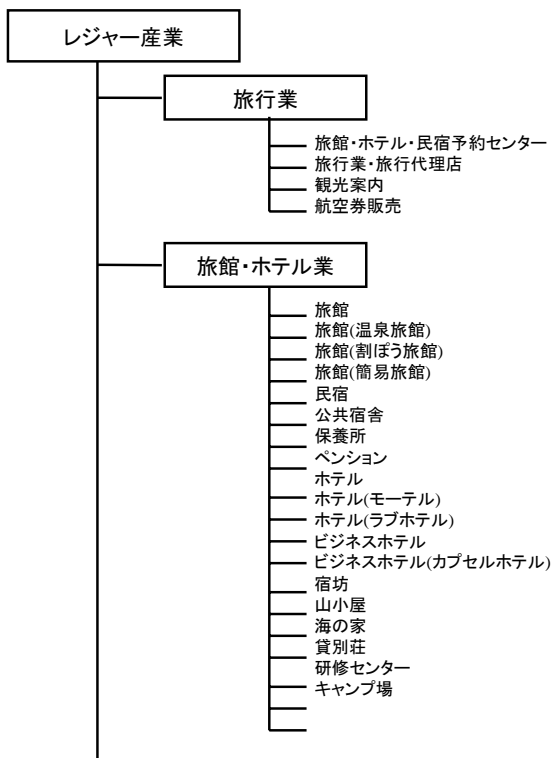 レジャー産業
旅行業
旅館・ホテル・民宿予約センター
旅行業・旅行代理店
観光案内
航空券販売
旅館・ホテル業
旅館
旅館(温泉旅館)
旅館(割ぽう旅館)
旅館(簡易旅館)
民宿
公共宿舎
保養所
ペンション
ホテル
ホテル(モーテル)
ホテル(ラブホテル)
ビジネスホテル
ビジネスホテル(カプセルホテル)
宿坊
山小屋
海の家
貸別荘
研修センター
キャンプ場